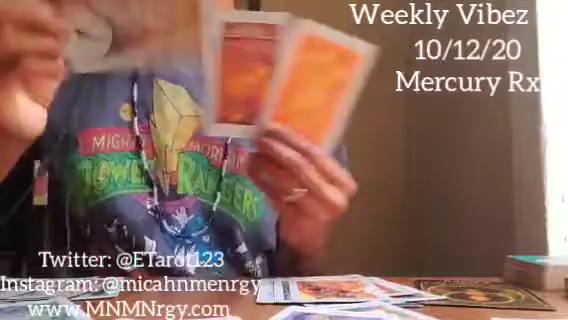 Weekly Vibez
10/12/20
Mercury Rx
MIGHTY MORPHIN
POWER RANGERS
Twitter: @ETarot123
Instagram: @micahnmenrgy
www.MNMNrgy.com